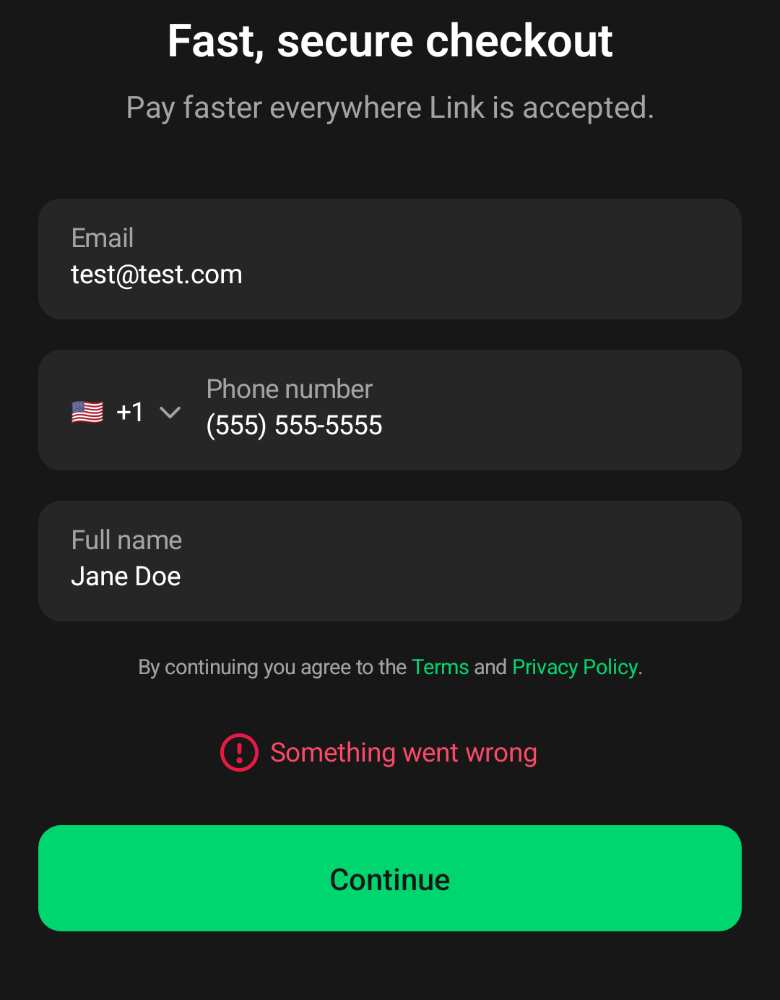 Fast, secure checkout
Pay faster everywhere Link is accepted.
Email
test@test.com
Phone number
+1 (555) 555-5555
Full name
Jane Doe
By continuing you agree to the Terms and Privacy Policy.
Something went wrong
Continue